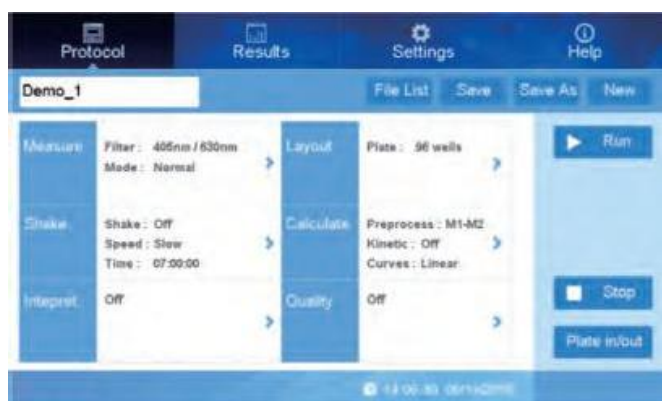 Protocol Results Settings Help
Demo_1 File List Save Save As New
Measure Filter : 405nm / 630nm Layout Plate : 96 wells Run
Mode : Normal
Shake Shake : Off Calculate Preprocess : M1-M2
Speed : Slow Kinetic : Off
Time : 07:00:00 Curves : Linear
Intepret Off Quality Off Stop
Plate in/out